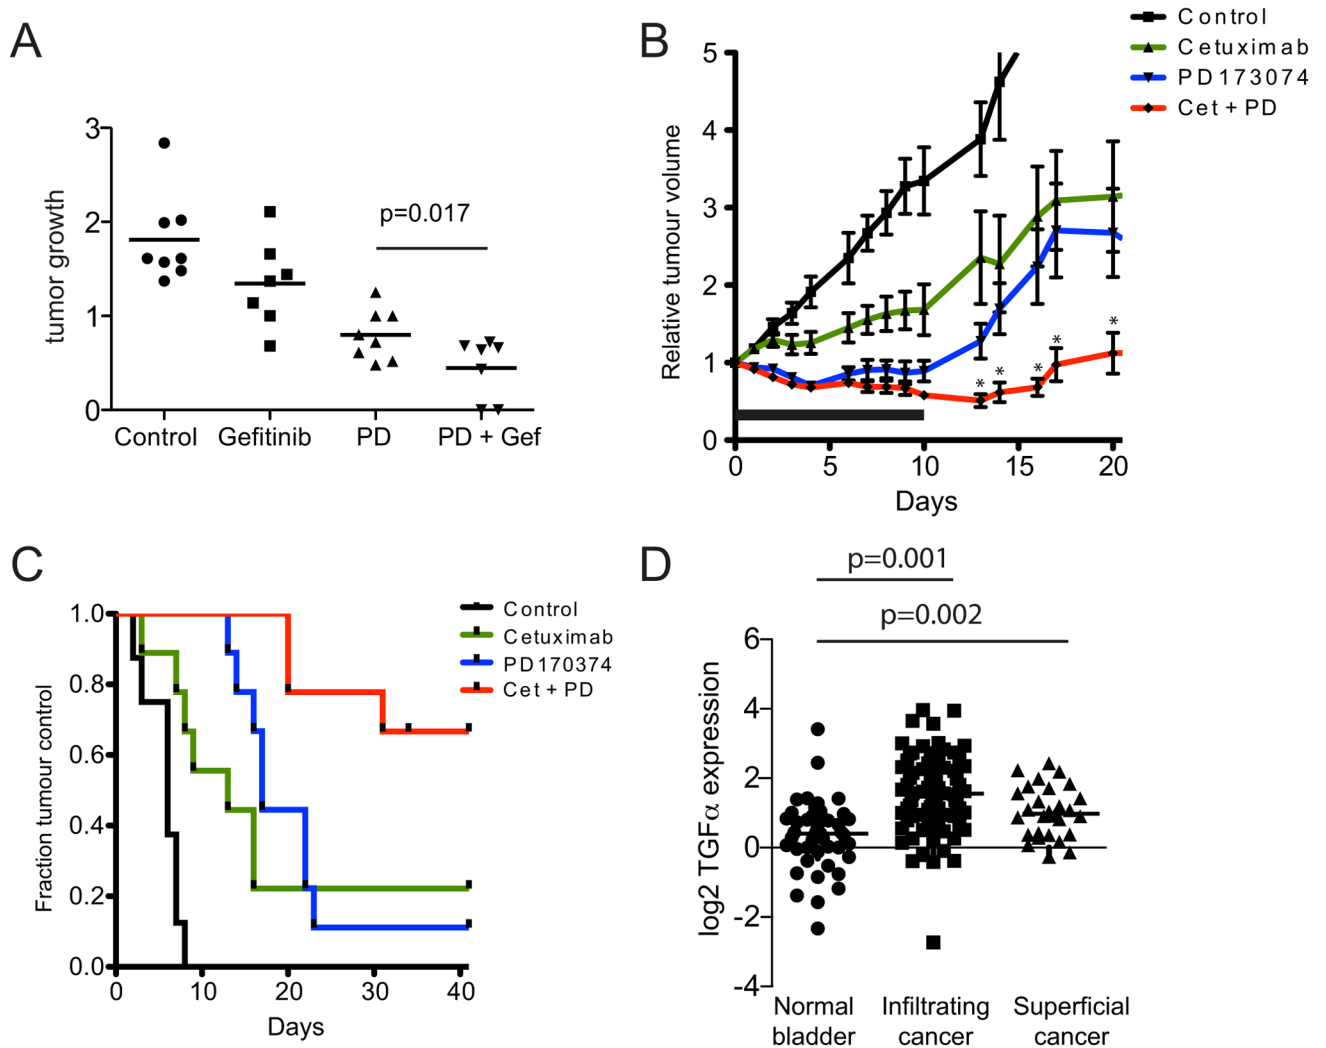 A
tumor growth
3
2
1
0
p=0.017
Control
Gefitinib
PD
PD + Gef
B
Relative tumour volume
5
4
3
2
1
0
Control
Cetuximab
PD173074
Cet + PD
*
*
*
*
*
0
5
10
15
20
Days
C
Fraction tumour control
1.0
0.8
0.6
0.4
0.2
0.0
Control
Cetuximab
PD170374
Cet + PD
0
10
20
30
40
Days
D
p=0.001
p=0.002
log2 TGFα expression
6
4
2
0
-2
-4
Normal
bladder
Infiltrating
cancer
Superficial
cancer